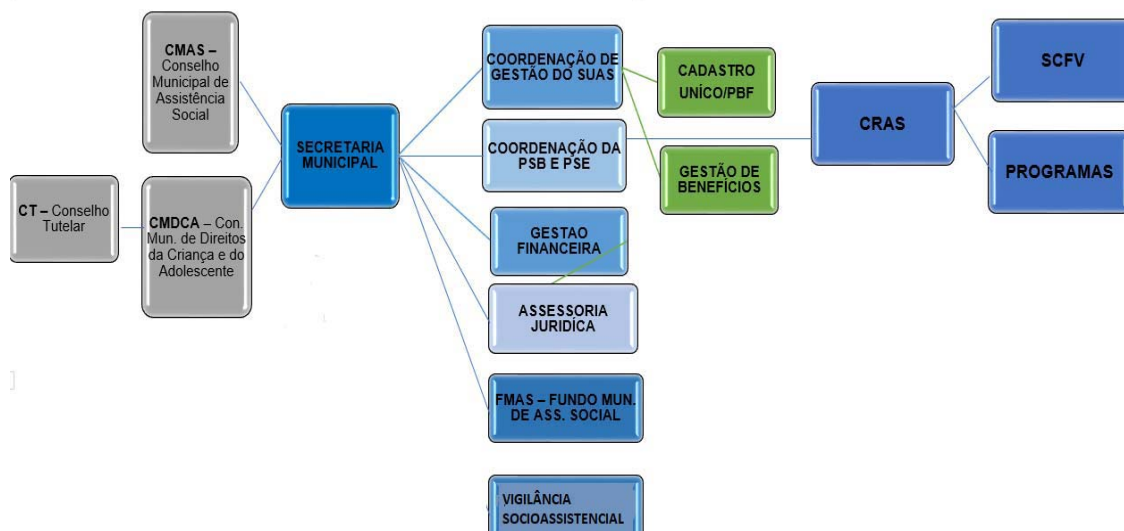 CMAS –
Conselho
Municipal de
Assistência
Social
CT – Conselho
Tutelar
CMDCA – Con.
Mun. de Direitos
da Criança e do
Adolescente
SECRETARIA
MUNICIPAL
COORDENAÇÃO DE
GESTÃO DO SUAS
COORDENAÇÃO DA
PSB E PSE
GESTAO
FINANCEIRA
ASSESSORIA
JURIDÍCA
FMAS – FUNDO MUN.
DE ASS. SOCIAL
VIGILÂNCIA
SOCIOASSISTENCIAL
CADASTRO
UNÍCO/PBF
GESTÃO DE
BENEFÍCIOS
CRAS
SCFV
PROGRAMAS